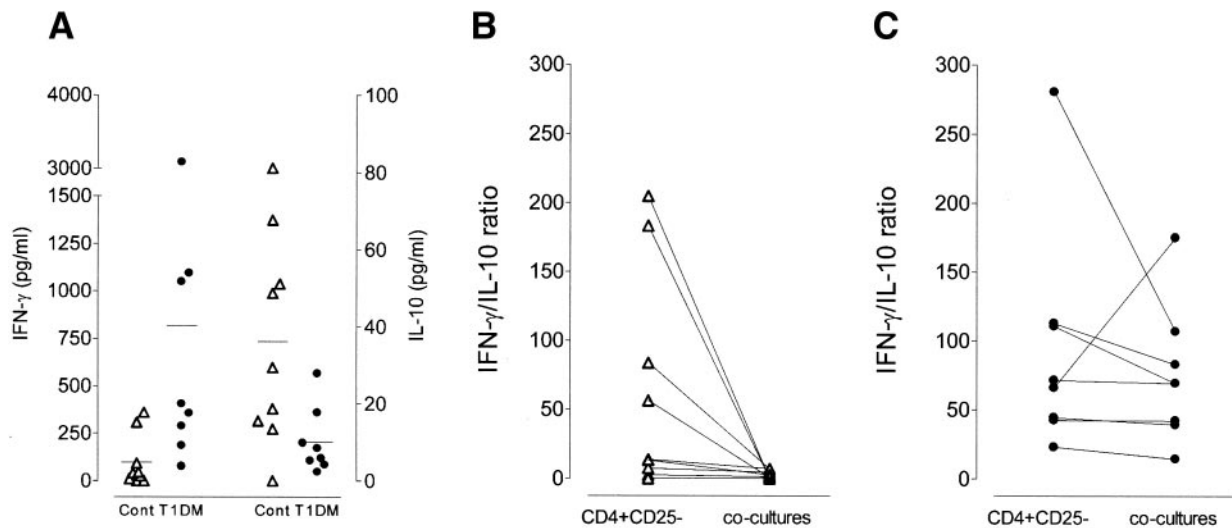 A
4000
3000
1500
1250
1000
750
500
250
0
IFN-γ (pg/ml)
100
80
60
40
20
0
IL-10 (pg/ml)
Cont T1DM
Cont T1DM
B
300
250
200
150
100
50
0
IFN-γ/IL-10 ratio
CD4+CD25-
co-cultures
C
300
250
200
150
100
50
0
IFN-γ/IL-10 ratio
CD4+CD25-
co-cultures